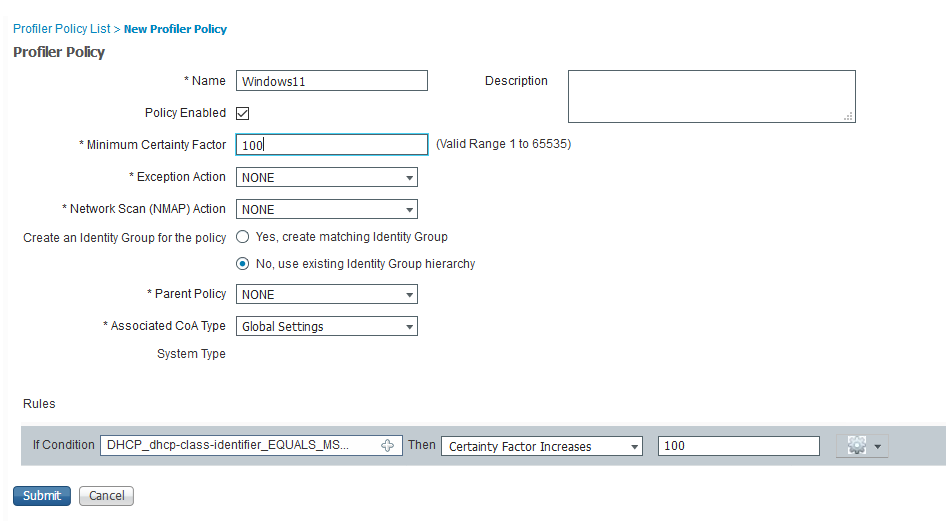 Profiler Policy List > New Profiler Policy
Profiler Policy
* Name Windows11 Description
Policy Enabled
* Minimum Certainty Factor 100 (Valid Range 1 to 65535)
* Exception Action NONE
* Network Scan (NMAP) Action NONE
Create an Identity Group for the policy Yes, create matching Identity Group
No, use existing Identity Group hierarchy
* Parent Policy NONE
* Associated CoA Type Global Settings
System Type
Rules
If Condition DHCP_dhcp-class-identifier_EQUALS_MS... Then Certainty Factor Increases 100
Submit Cancel